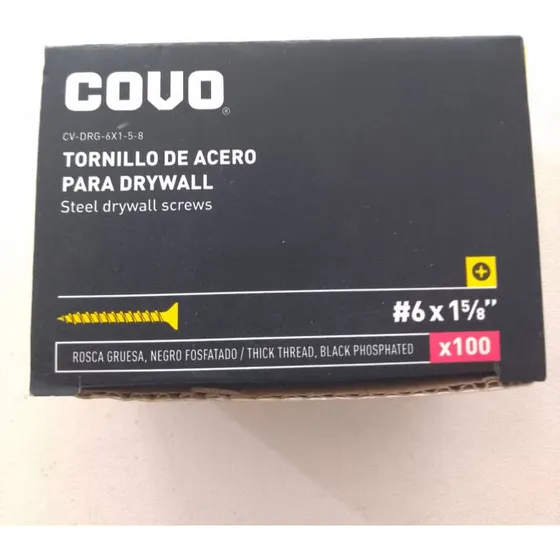 COVO®
CV-DRG-6X1-5-8
TORNILLO DE ACERO
PARA DRYWALL
Steel drywall screws
#6 x 1⅝”
ROSCA GRUESA, NEGRO FOSFATADO / THICK THREAD, BLACK PHOSPHATED x100